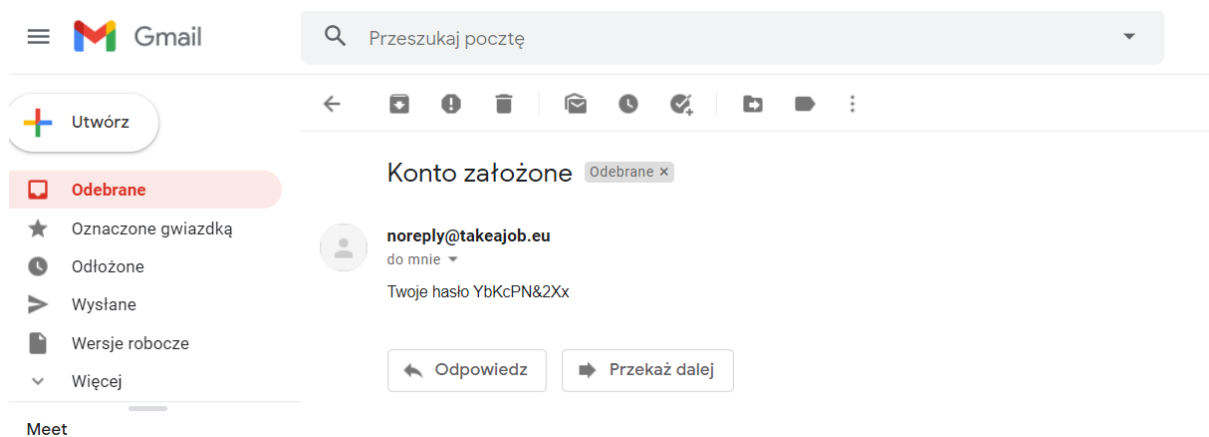 Gmail
Przeszukaj pocztę
Utwórz
Odebrane
Oznaczone gwiazdką
Odłożone
Wysłane
Wersje robocze
Więcej
Meet
Konto założone Odebrane ×
noreply@takeajob.eu
do mnie
Twoje hasło YbKcPN&2Xx
Odpowiedz
Przekaż dalej